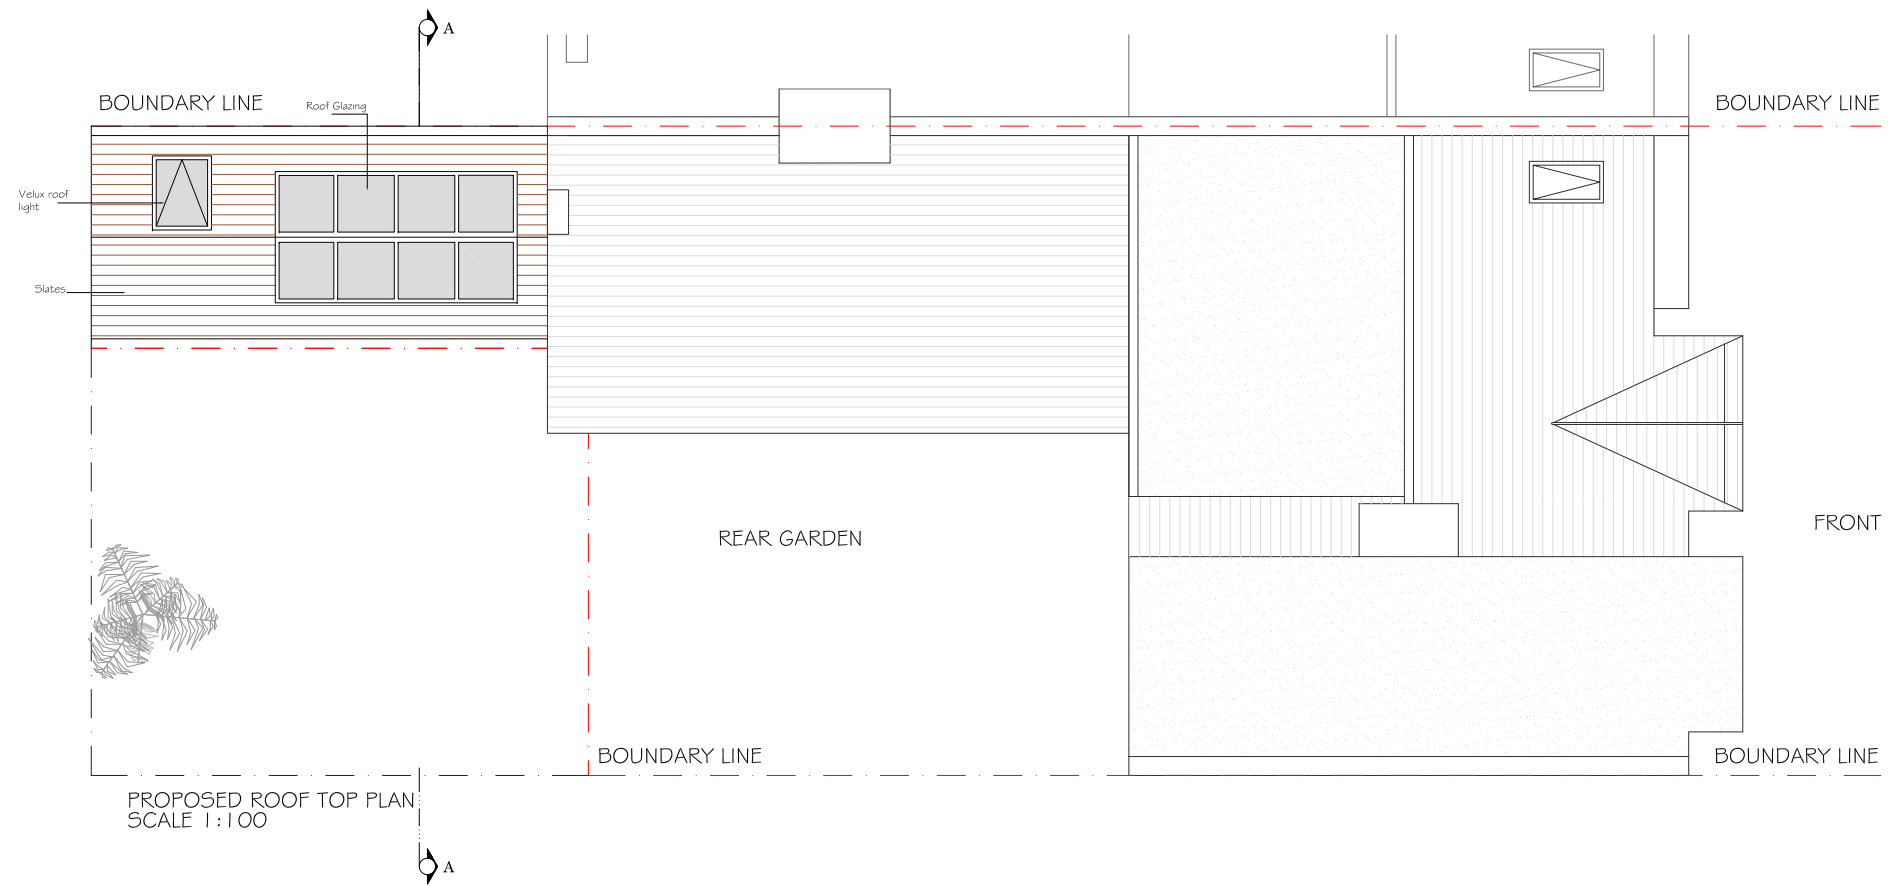 A
BOUNDARY LINE
Roof Glazing
BOUNDARY LINE
Velux roof
light
Slates
FRONT
REAR GARDEN
BOUNDARY LINE
BOUNDARY LINE
PROPOSED ROOF TOP PLAN
SCALE 1:100
A